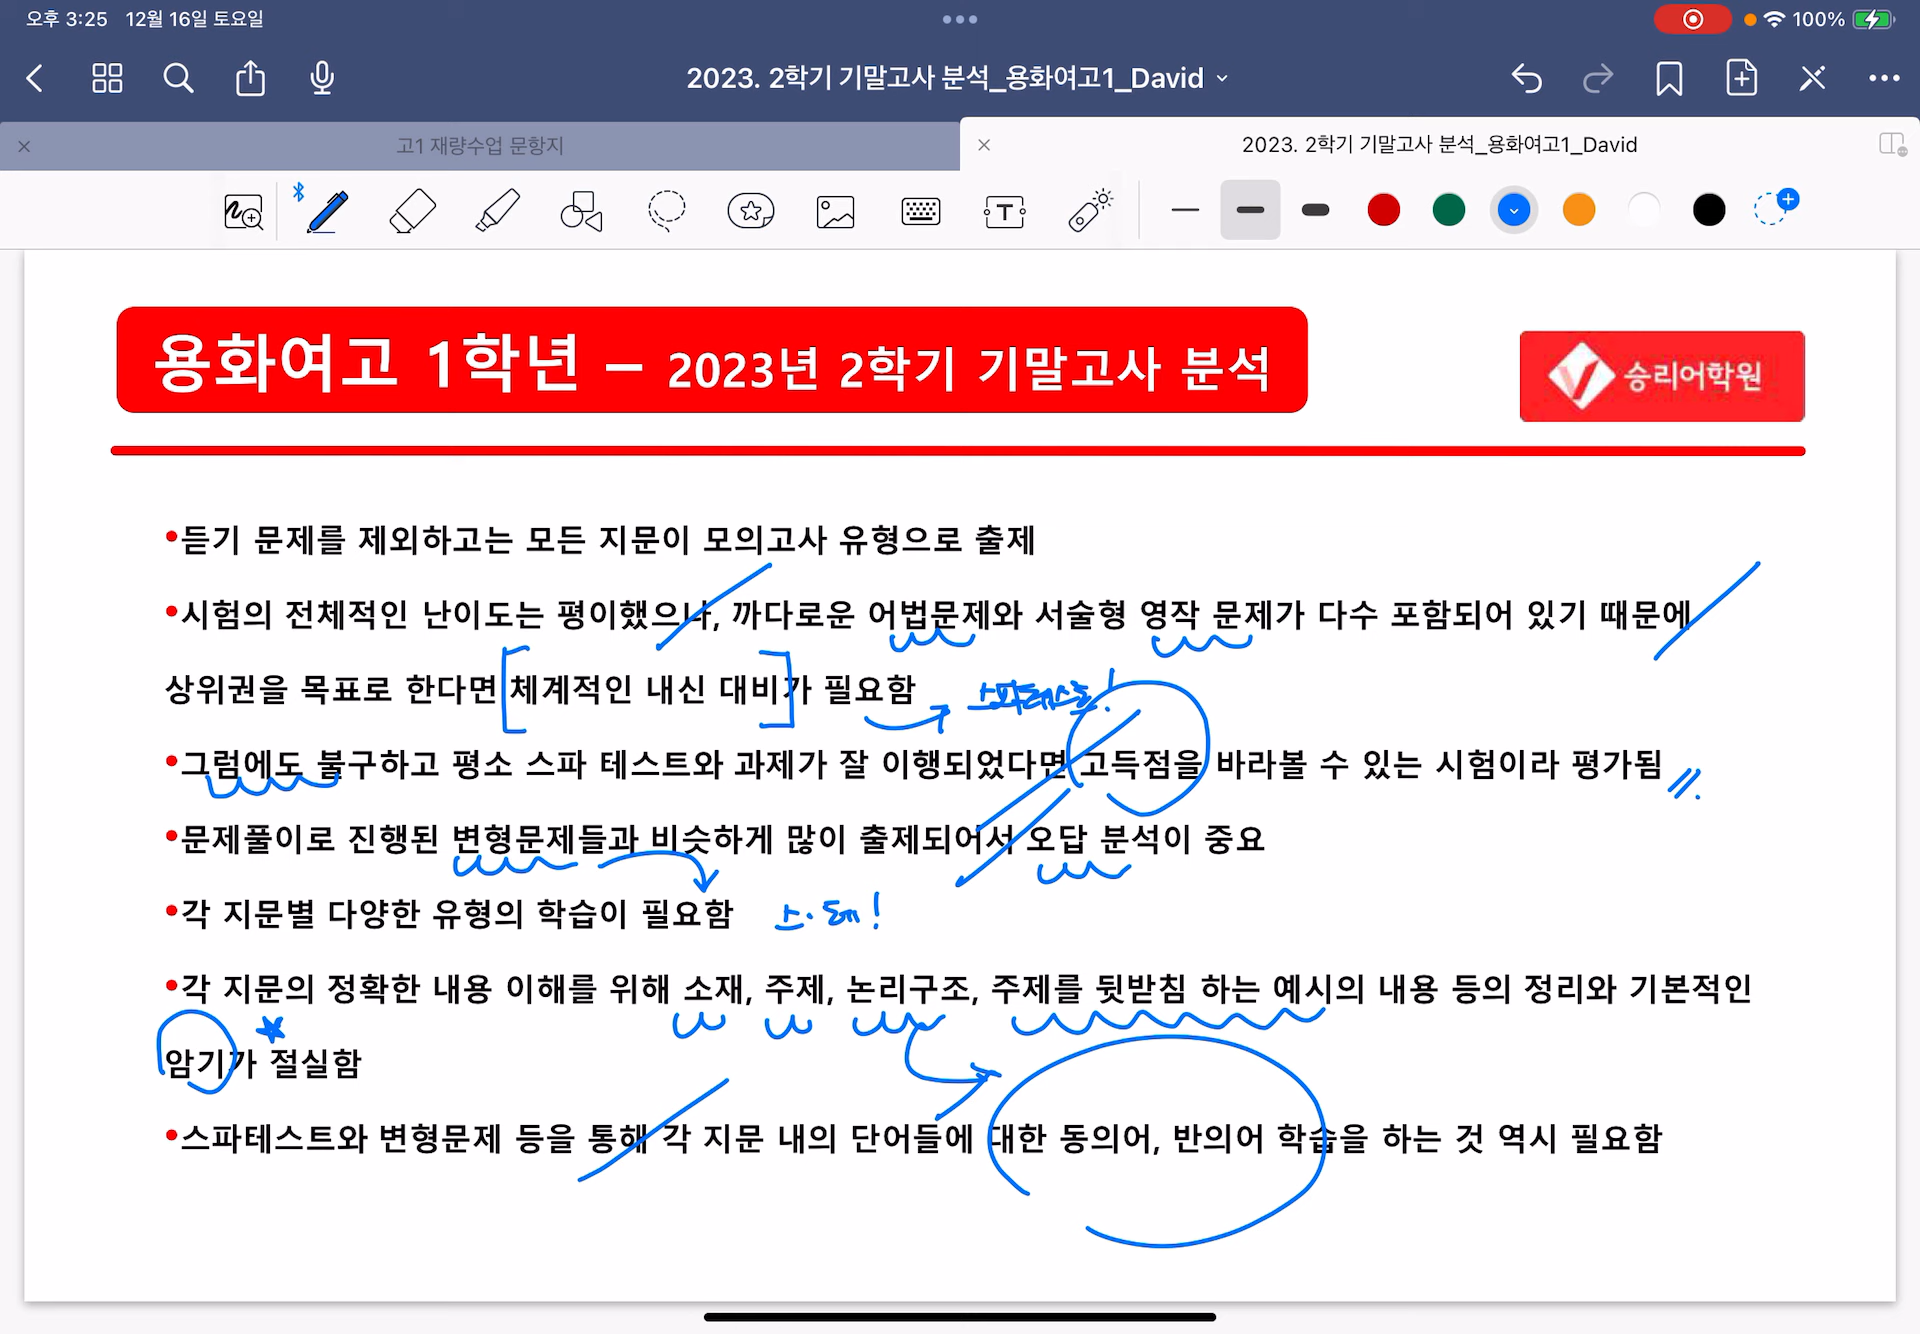 오후 3:25 12월 16일 토요일
100%
2023. 2학기 기말고사 분석_용화여고1_David
고1 재량수업 문항지
2023. 2학기 기말고사 분석_용화여고1_David
용화여고 1학년 – 2023년 2학기 기말고사 분석
승리어학원
•듣기 문제를 제외하고는 모든 지문이 모의고사 유형으로 출제
•시험의 전체적인 난이도는 평이했으나, 까다로운 어법문제와 서술형 영작 문제가 다수 포함되어 있기 때문에
상위권을 목표로 한다면 체계적인 내신 대비가 필요함 스파테스트!
•그럼에도 불구하고 평소 스파 테스트와 과제가 잘 이행되었다면 고득점을 바라볼 수 있는 시험이라 평가됨
•문제풀이로 진행된 변형문제들과 비슷하게 많이 출제되어서 오답 분석이 중요
•각 지문별 다양한 유형의 학습이 필요함 스.테!
•각 지문의 정확한 내용 이해를 위해 소재, 주제, 논리구조, 주제를 뒷받침 하는 예시의 내용 등의 정리와 기본적인
암기가 절실함
•스파테스트와 변형문제 등을 통해 각 지문 내의 단어들에 대한 동의어, 반의어 학습을 하는 것 역시 필요함